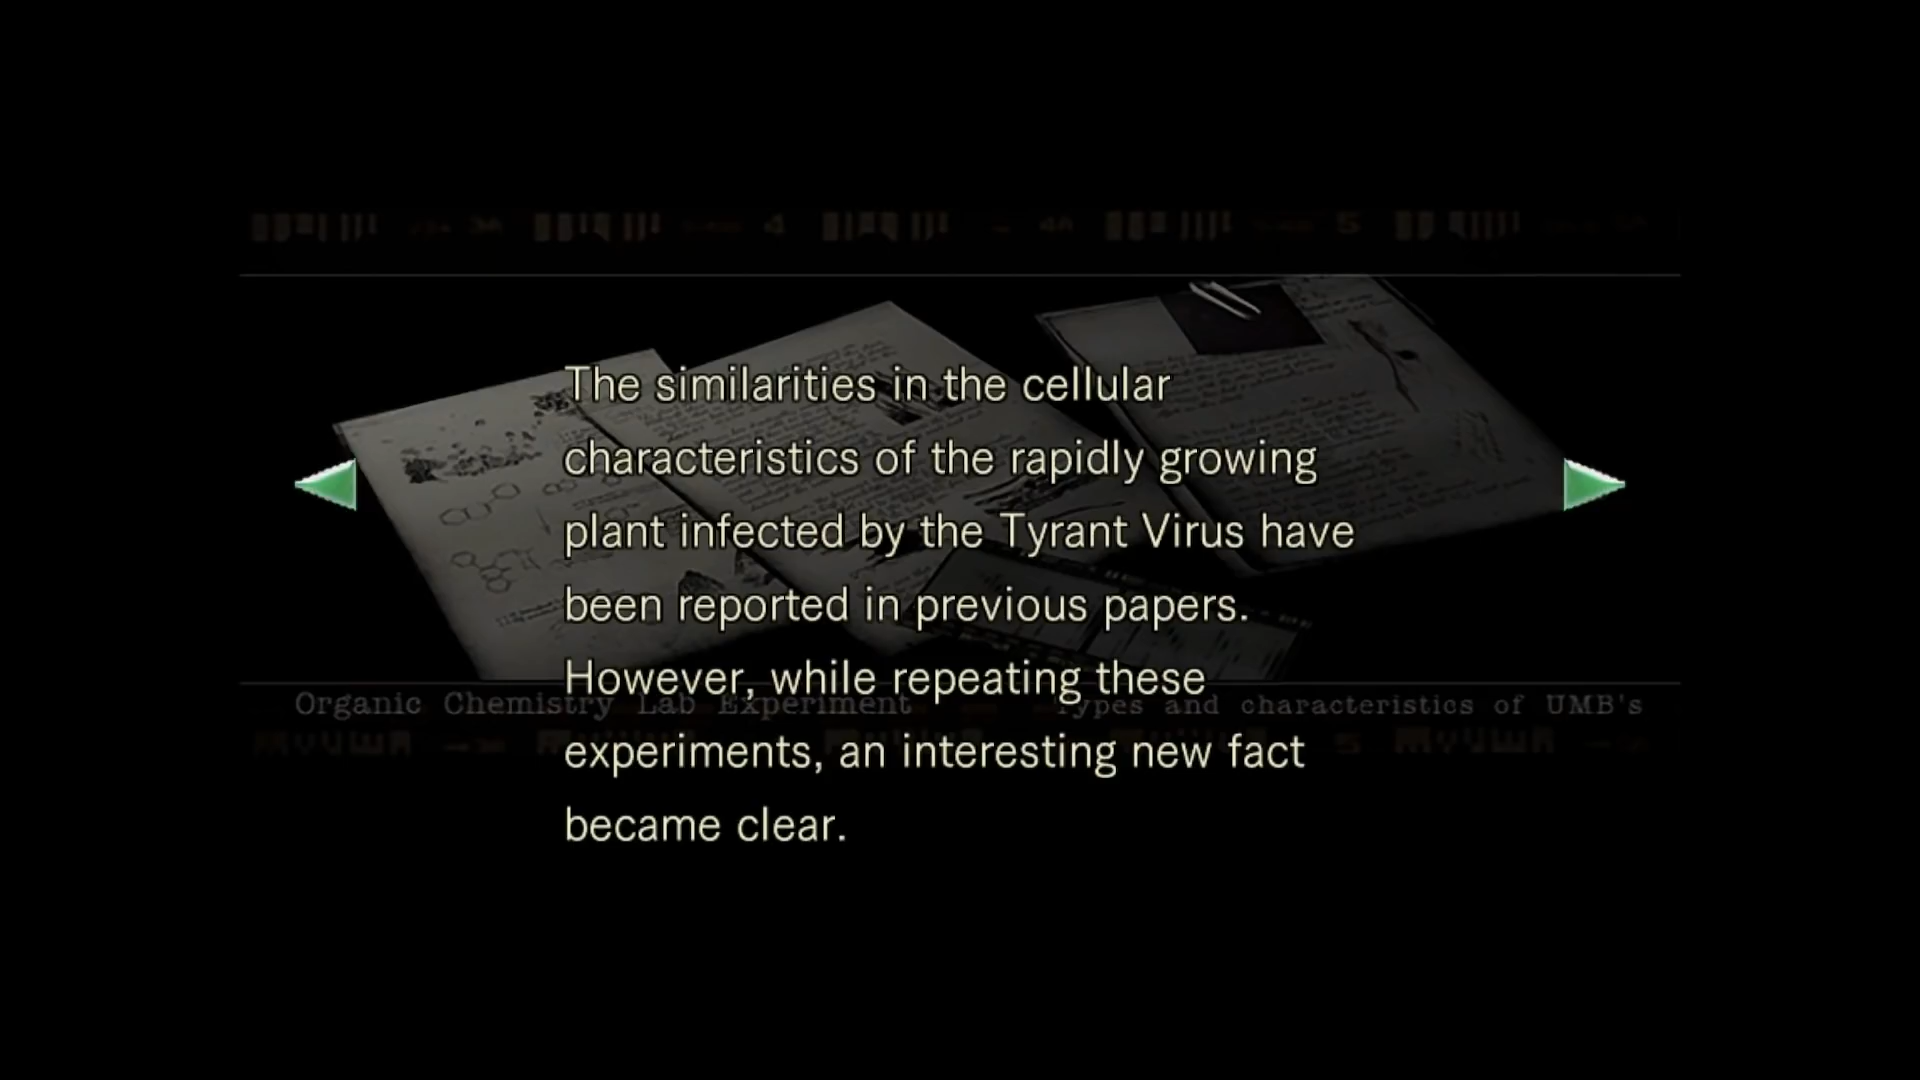 The similarities in the cellular
characteristics of the rapidly growing
plant infected by the Tyrant Virus have
been reported in previous papers.
However, while repeating these
Organic Chemistry Lab Experiment Types and characteristics of UMB's
experiments, an interesting new fact
became clear.